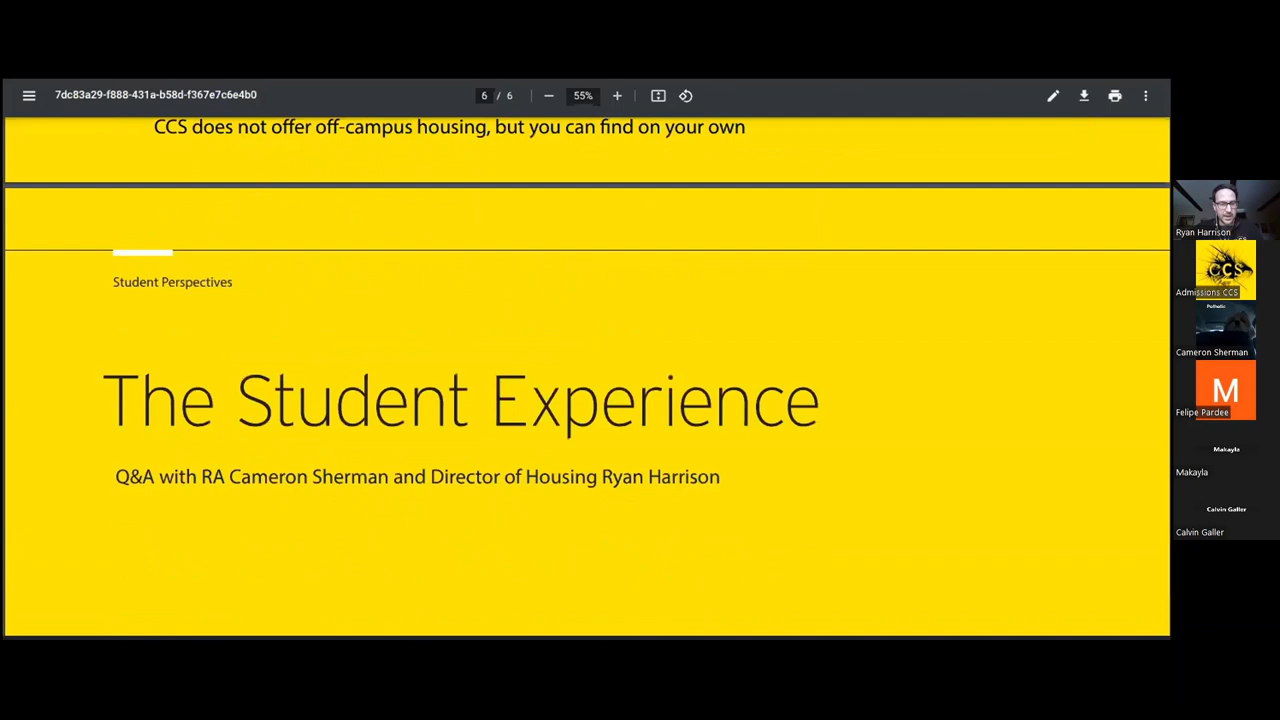 7dc83a29-f888-431a-b58d-f367e7c6e4b0
6 / 6
55%
CCS does not offer off-campus housing, but you can find on your own
Student Perspectives
The Student Experience
Q&A with RA Cameron Sherman and Director of Housing Ryan Harrison
Ryan Harrison
CCS
Admissions CCS
Cameron Sherman
M
Felipe Pardee
Makayla
Makayla
Calvin Galler
Calvin Galler